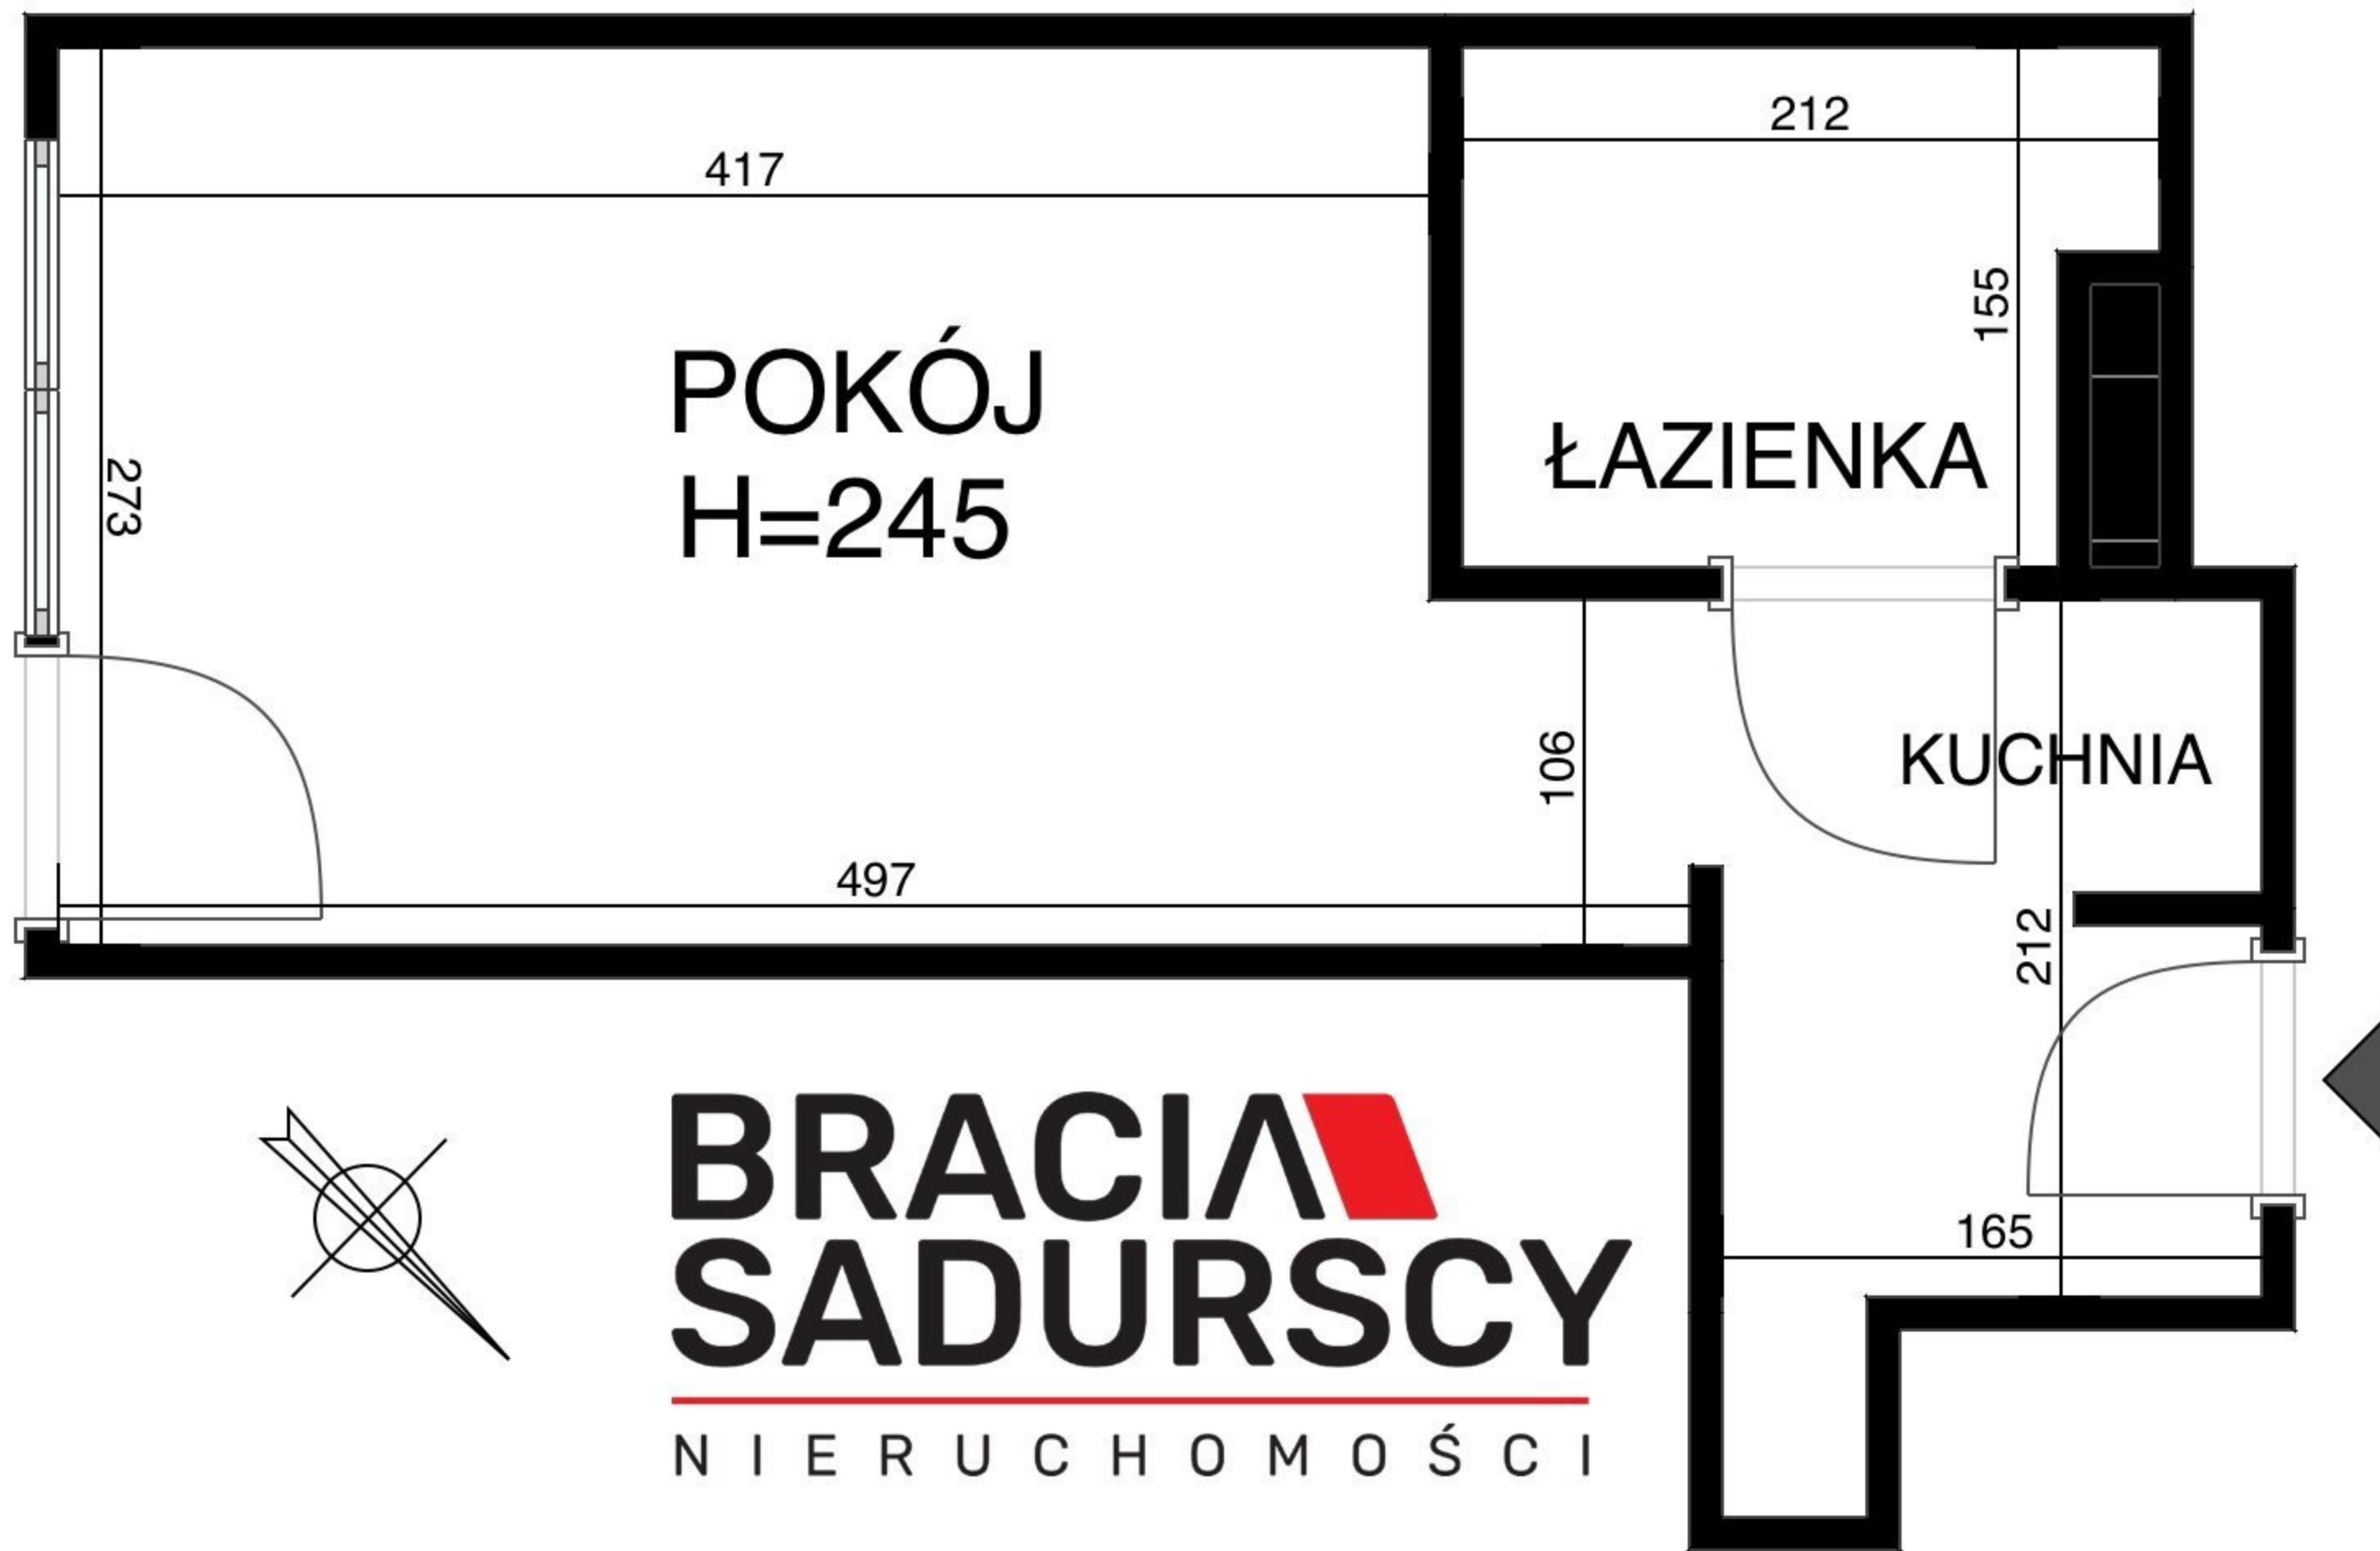 212
417
155
POKÓJ
H=245
ŁAZIENKA
273
106
KUCHNIA
497
212
165
BRACIA
SADURSCY
NIERUCHOMOŚCI